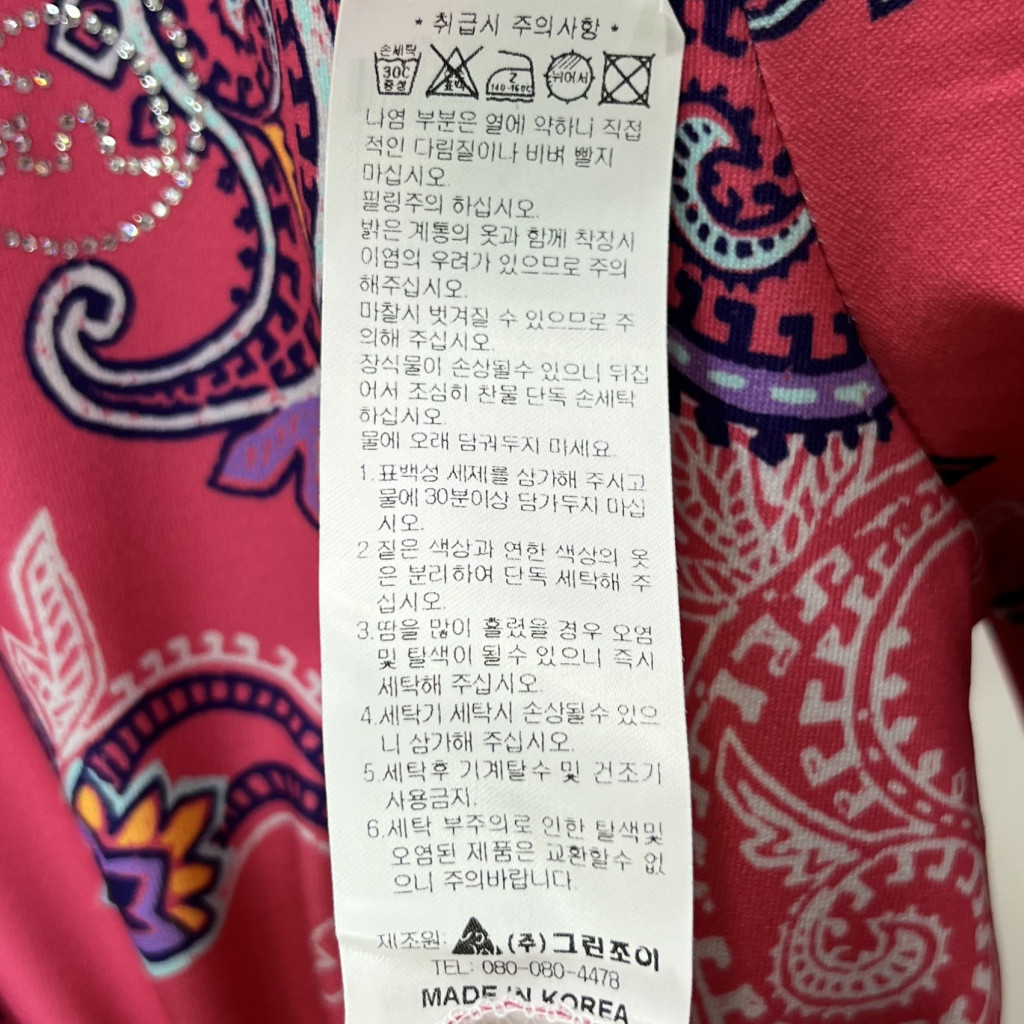 * 취급시 주의사항 *
손세탁 30℃ 중성 표백 2 140-160℃ 뉘어서
나염 부분은 열에 약하니 직접
적인 다림질이나 비벼 빨지
마십시오.
필링주의 하십시오.
밝은 계통의 옷과 함께 착장시
이염의 우려가 있으므로 주의
해주십시오.
마찰시 벗겨질 수 있으므로 주
의해 주십시오.
장식물이 손상될수 있으니 뒤집
어서 조심히 찬물 단독 손세탁
하십시오.
물에 오래 담궈두지 마세요.
1.표백성 세제를 삼가해 주시고
물에 30분이상 담가두지 마십
시오.
2.짙은 색상과 연한 색상의 옷
은 분리하여 단독 세탁해 주
십시오.
3.땀을 많이 흘렸을 경우 오염
및 탈색이 될수 있으니 즉시
세탁해 주십시오.
4.세탁기 세탁시 손상될수 있으
니 삼가해 주십시오.
5.세탁후 기계탈수 및 건조기
사용금지.
6.세탁 부주의로 인한 탈색및
오염된 제품은 교환할수 없
으니 주의바랍니다.
제조원: (주)그린조이
TEL: 080-080-4478
MADE IN KOREA